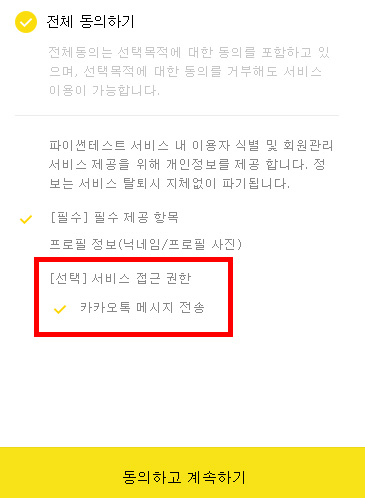 전체 동의하기
전체동의는 선택목적에 대한 동의를 포함하고 있
으며, 선택목적에 대한 동의를 거부해도 서비스
이용이 가능합니다.
파이썬테스트 서비스 내 이용자 식별 및 회원관리
서비스 제공을 위해 개인정보를 제공 합니다. 정
보는 서비스 탈퇴시 지체없이 파기됩니다.
[필수] 필수 제공 항목
프로필 정보(닉네임/프로필 사진)
[선택] 서비스 접근 권한
카카오톡 메시지 전송
동의하고 계속하기